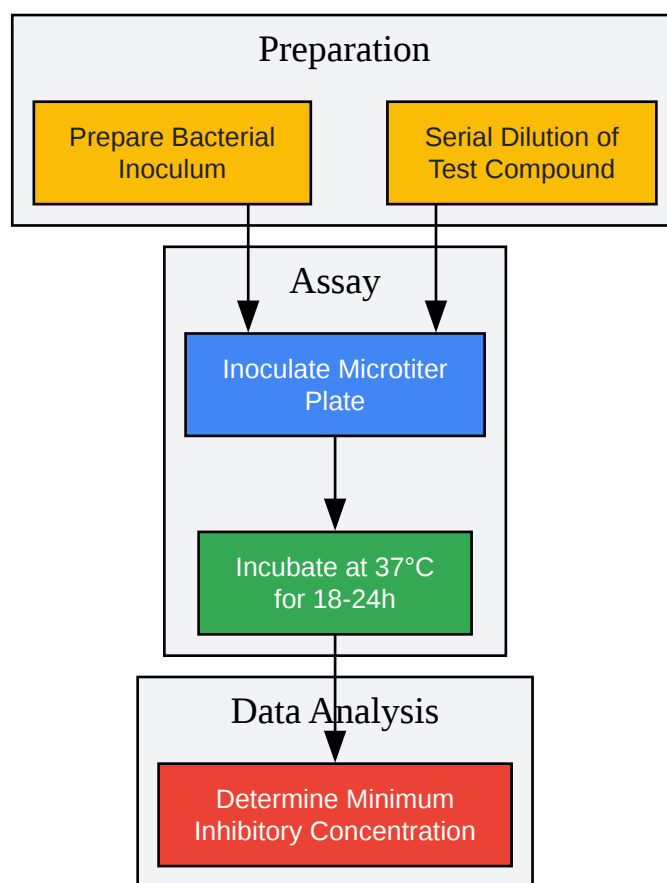 Preparation
Prepare Bacterial
Inoculum
Serial Dilution of
Test Compound
Assay
Inoculate Microtiter
Plate
Incubate at 37°C
for 18-24h
Data Analysis
Determine Minimum
Inhibitory Concentration